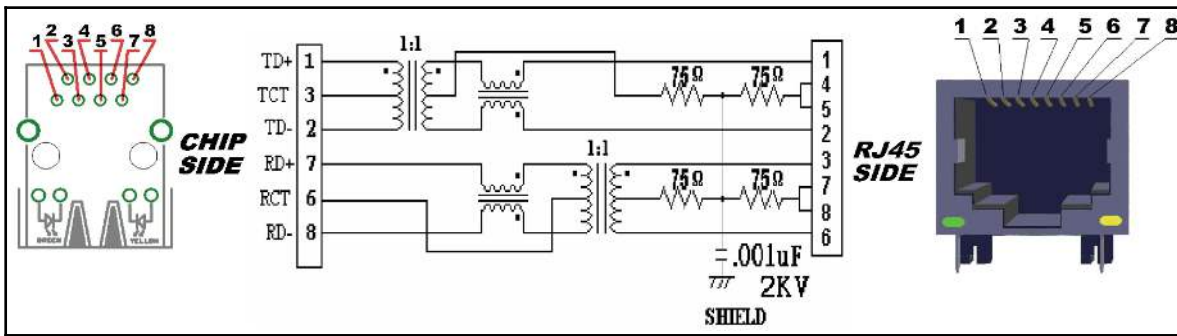 2 4 6 8
1 3 5 7
CHIP
SIDE
GREEN
YELLOW
1:1
TD+ 1
TCT 3
TD- 2
RD+ 7
RCT 6
RD- 8
75Ω 75Ω
1:1
75Ω 75Ω
.001uF
2KV
SHIELD
1
4
5
2
3
7
8
6
RJ45
SIDE
1 2 3 4 5 6 7 8